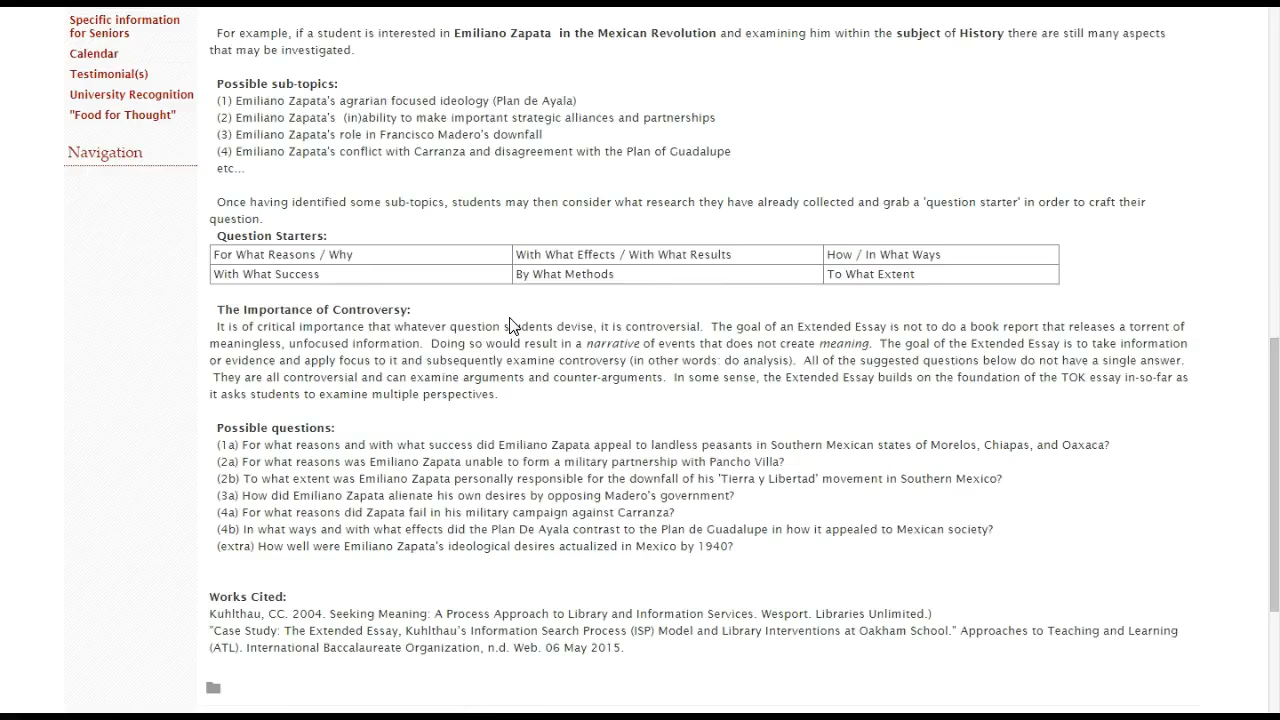 Specific information
for Seniors
Calendar
Testimonial(s)
University Recognition
"Food for Thought"
Navigation
For example, if a student is interested in Emiliano Zapata in the Mexican Revolution and examining him within the subject of History there are still many aspects
that may be investigated.
Possible sub-topics:
(1) Emiliano Zapata's agrarian focused ideology (Plan de Ayala)
(2) Emiliano Zapata's (in)ability to make important strategic alliances and partnerships
(3) Emiliano Zapata's role in Francisco Madero's downfall
(4) Emiliano Zapata's conflict with Carranza and disagreement with the Plan of Guadalupe
etc...
Once having identified some sub-topics, students may then consider what research they have already collected and grab a 'question starter' in order to craft their
question.
Question Starters:
For What Reasons / Why With What Effects / With What Results How / In What Ways
With What Success By What Methods To What Extent
The Importance of Controversy:
It is of critical importance that whatever question students devise, it is controversial. The goal of an Extended Essay is not to do a book report that releases a torrent of
meaningless, unfocused information. Doing so would result in a narrative of events that does not create meaning. The goal of the Extended Essay is to take information
or evidence and apply focus to it and subsequently examine controversy (in other words: do analysis). All of the suggested questions below do not have a single answer.
They are all controversial and can examine arguments and counter-arguments. In some sense, the Extended Essay builds on the foundation of the TOK essay in-so-far as
it asks students to examine multiple perspectives.
Possible questions:
(1a) For what reasons and with what success did Emiliano Zapata appeal to landless peasants in Southern Mexican states of Morelos, Chiapas, and Oaxaca?
(2a) For what reasons was Emiliano Zapata unable to form a military partnership with Pancho Villa?
(2b) To what extent was Emiliano Zapata personally responsible for the downfall of his 'Tierra y Libertad' movement in Southern Mexico?
(3a) How did Emiliano Zapata alienate his own desires by opposing Madero's government?
(4a) For what reasons did Zapata fail in his military campaign against Carranza?
(4b) In what ways and with what effects did the Plan De Ayala contrast to the Plan de Guadalupe in how it appealed to Mexican society?
(extra) How well were Emiliano Zapata's ideological desires actualized in Mexico by 1940?
Works Cited:
Kuhlthau, CC. 2004. Seeking Meaning: A Process Approach to Library and Information Services. Wesport. Libraries Unlimited.)
"Case Study: The Extended Essay, Kuhlthau's Information Search Process (ISP) Model and Library Interventions at Oakham School." Approaches to Teaching and Learning
(ATL). International Baccalaureate Organization, n.d. Web. 06 May 2015.